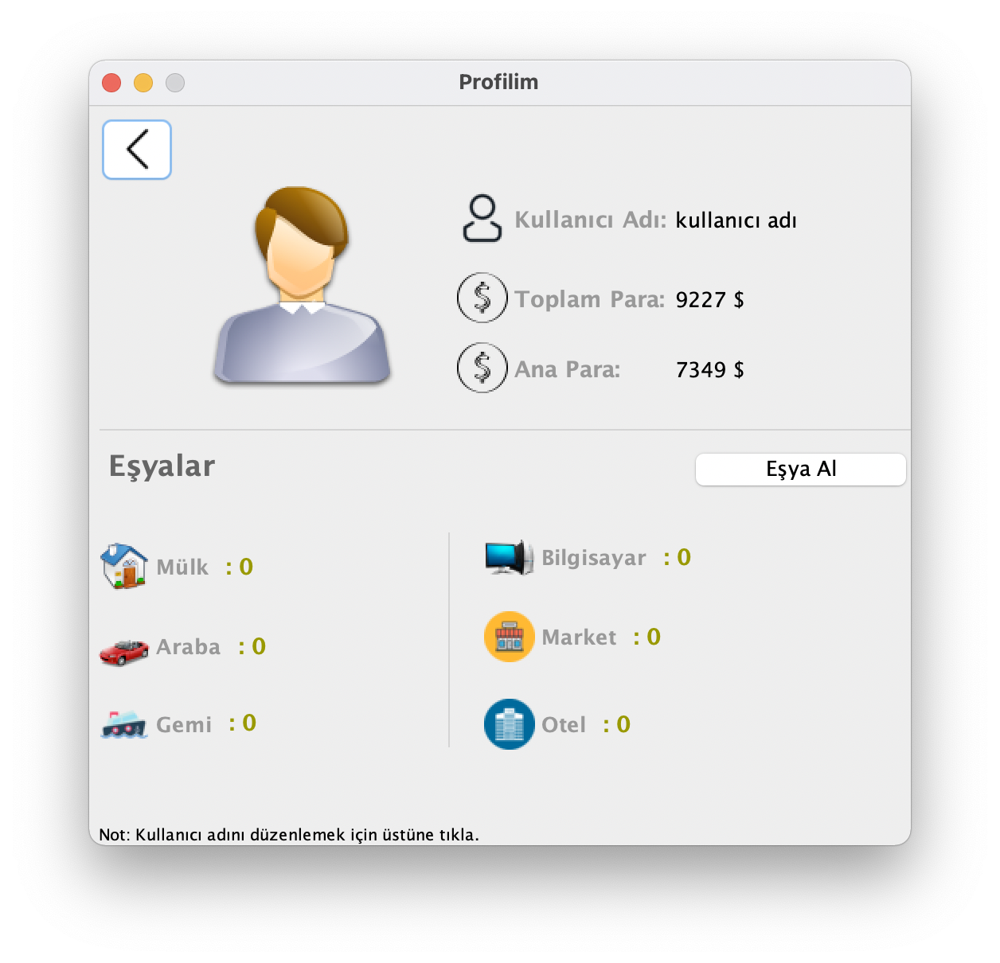 Profilim
Kullanıcı Adı: kullanıcı adı
Toplam Para: 9227 $
Ana Para: 7349 $
Eşyalar
Eşya Al
Mülk : 0
Araba : 0
Gemi : 0
Bilgisayar : 0
Market : 0
Otel : 0
Not: Kullanıcı adını düzenlemek için üstüne tıkla.